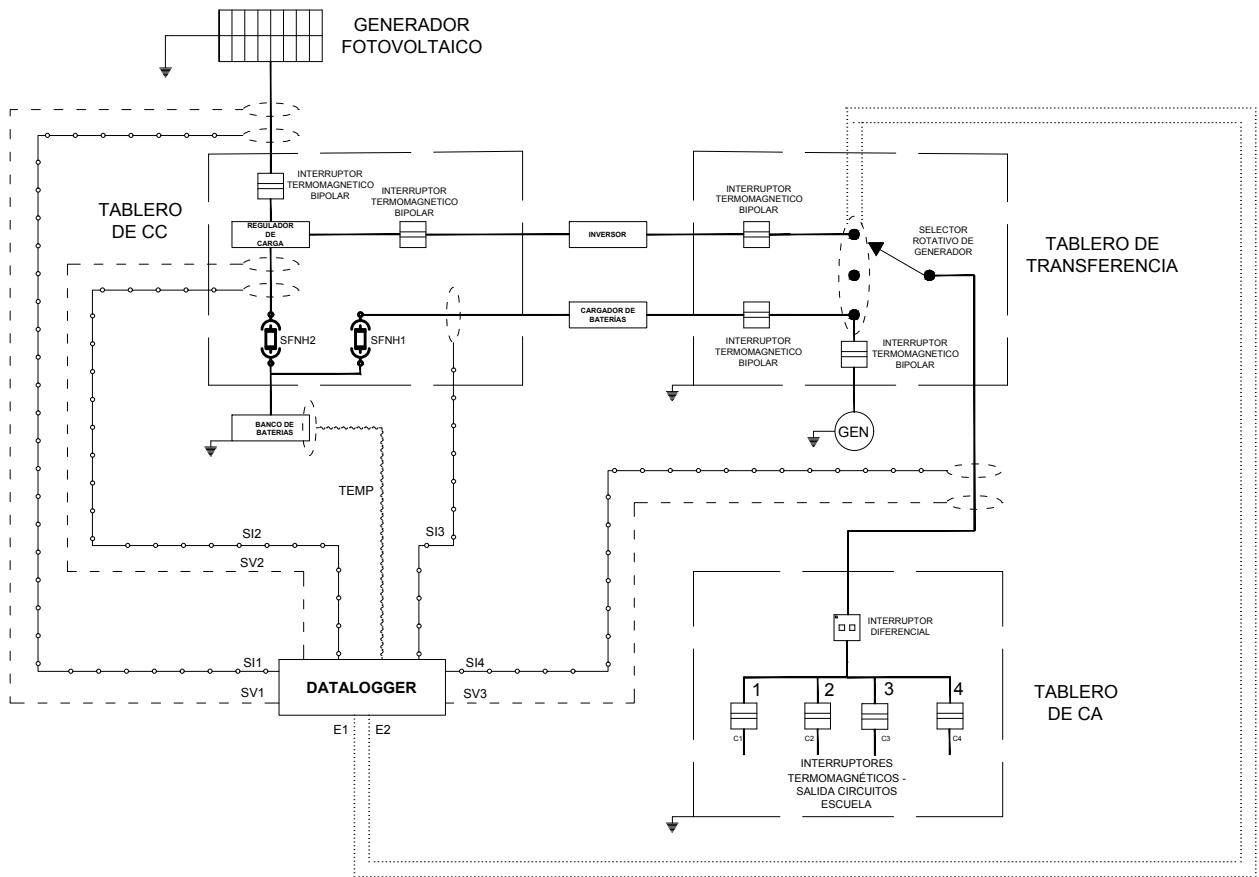 GENERADOR
FOTOVOLTAICO
TABLERO
DE CC
INTERRUPTOR
TERMOMAGNETICO
BIPOLAR
INTERRUPTOR
TERMOMAGNETICO
BIPOLAR
REGULADOR
DE
CARGA
INVERSOR
INTERRUPTOR
TERMOMAGNETICO
BIPOLAR
SELECTOR
ROTATIVO DE
GENERADOR
TABLERO DE
TRANSFERENCIA
SFNH2
SFNH1
CARGADOR DE
BATERÍAS
INTERRUPTOR
TERMOMAGNETICO
BIPOLAR
INTERRUPTOR
TERMOMAGNETICO
BIPOLAR
BANCO DE
BATERIAS
GEN
TEMP
SI2
SV2
SI3
SI1
SV1
DATALOGGER
SI4
SV3
E1
E2
INTERRUPTOR
DIFERENCIAL
1
2
3
4
C1
C2
C3
C4
TABLERO
DE CA
INTERRUPTORES
TERMOMAGNÉTICOS -
SALIDA CIRCUITOS
ESCUELA